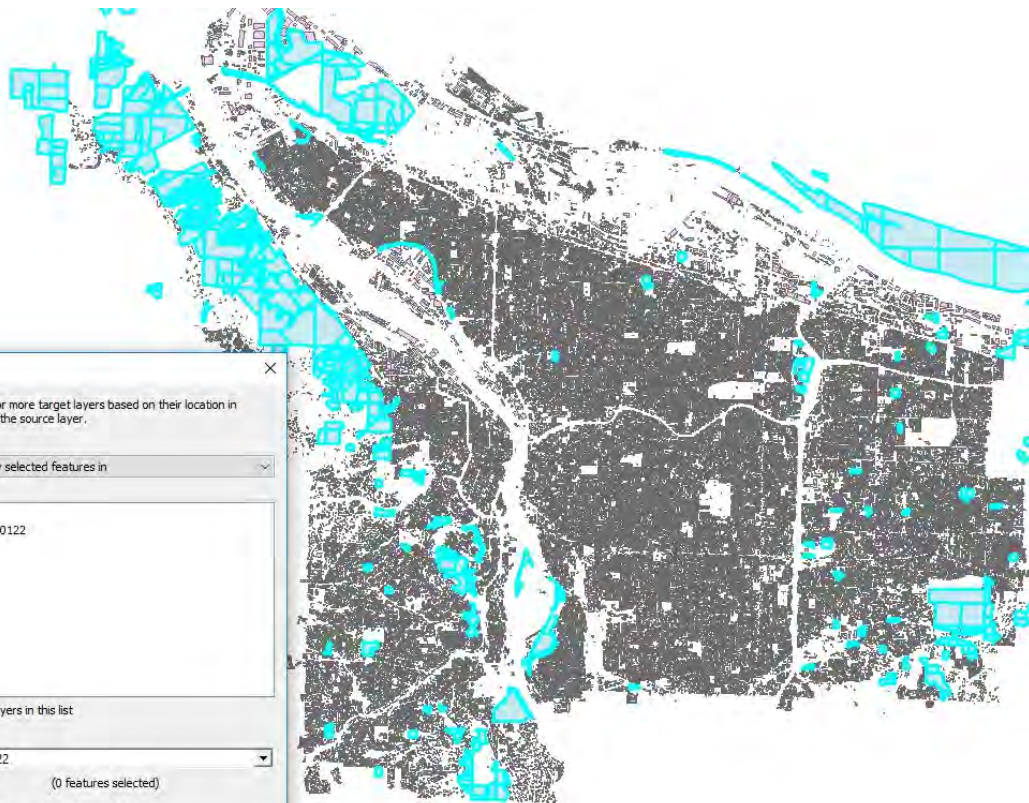 or more target layers based on their location in
the source layer.
selected features in
0122
yers in this list
22
(0 features selected)